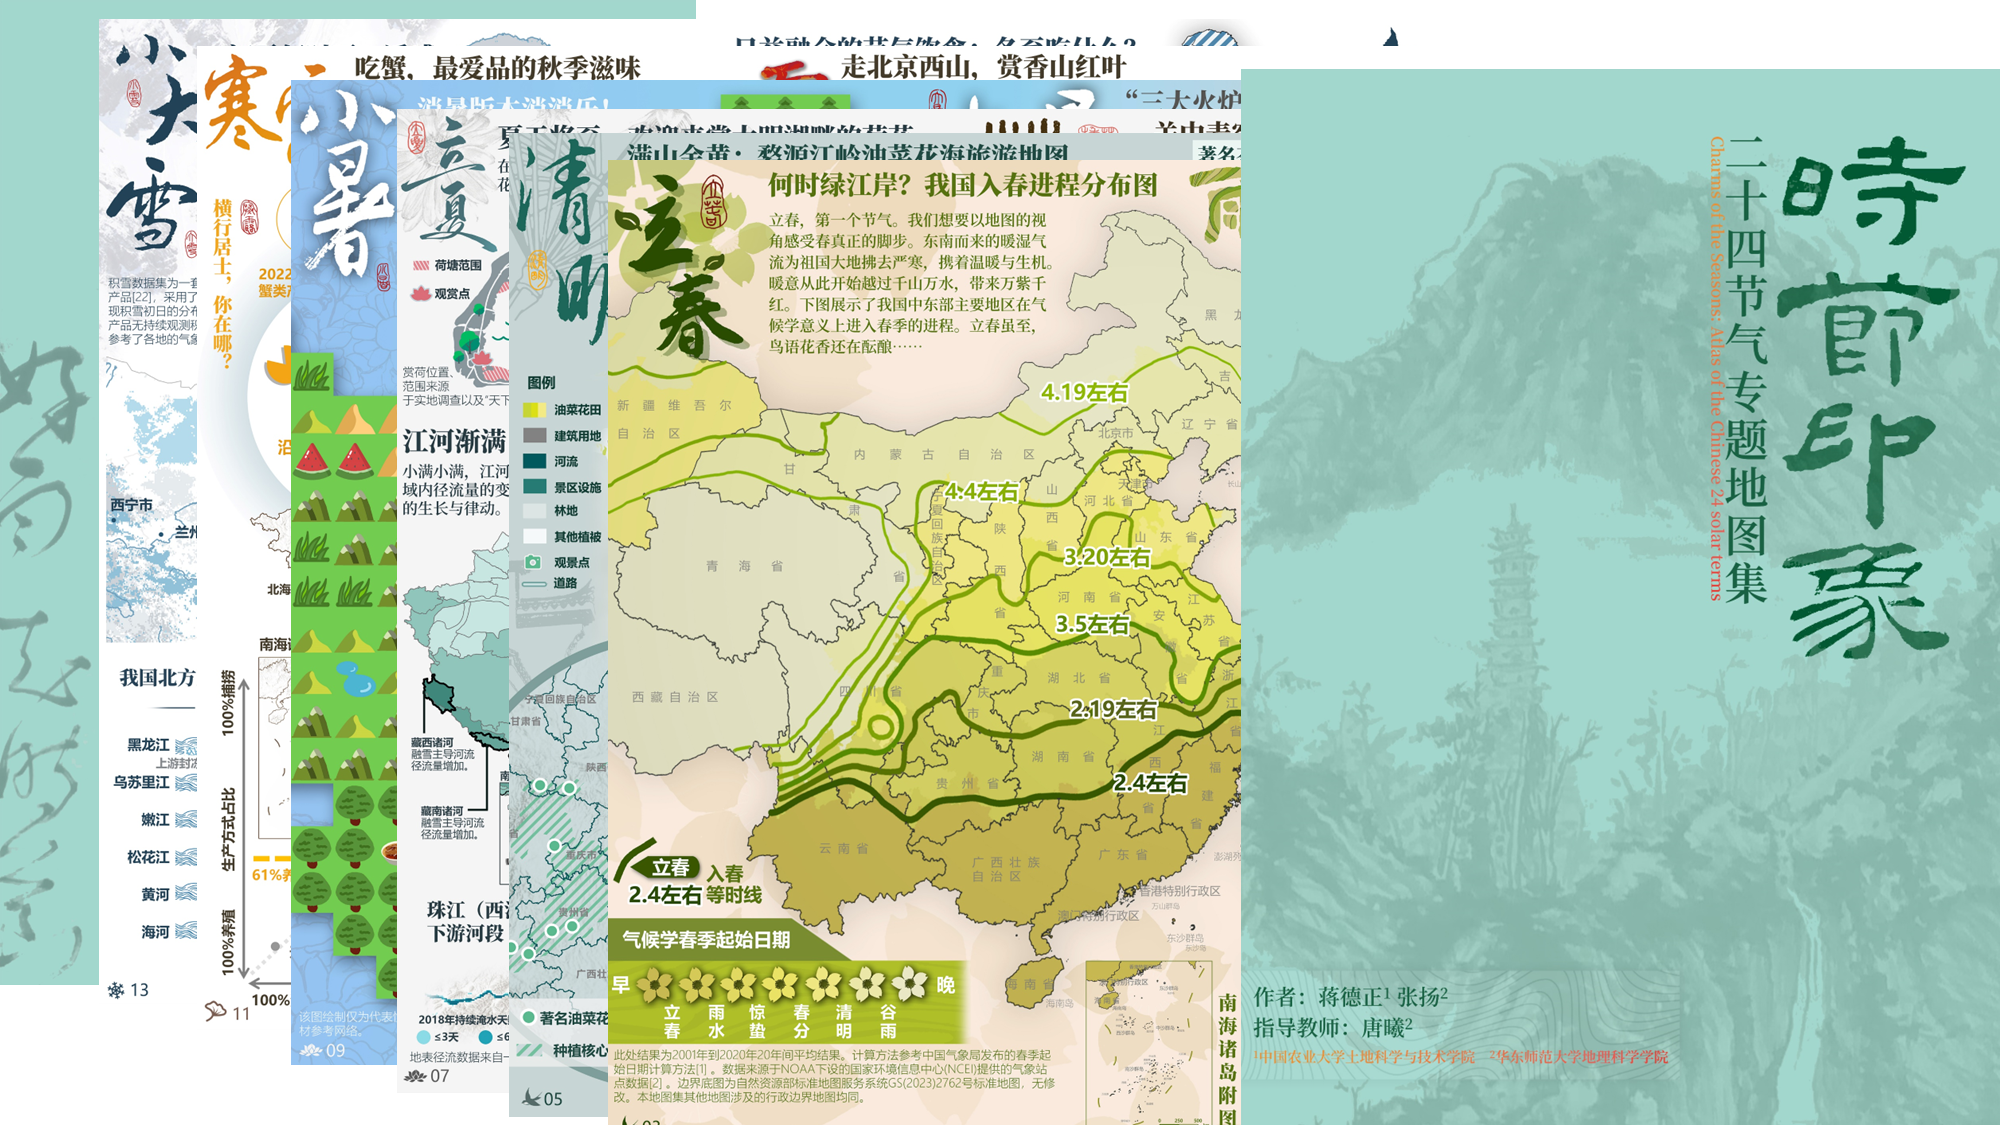 時節印象
二十四节气专题地图集
Charms of the Seasons: Atlas of the Chinese 24 solar terms
作者：蒋德正¹ 张扬²
指导教师：唐曦²
¹中国农业大学土地科学与技术学院 ²华东师范大学地理科学学院
立春
何时绿江岸？我国入春进程分布图
立春，第一个节气。我们想要以地图的视
角感受春真正的脚步。东南而来的暖湿气
流为祖国大地拂去严寒，携着温暖与生机。
暖意从此开始越过千山万水，带来万紫千
红。下图展示了我国中东部主要地区在气
候学意义上进入春季的进程。立春虽至，
鸟语花香还在酝酿……
新疆维吾尔
自治区
内蒙古自治区
黑龙
吉
辽宁省
北京市
天津市
河北省
山西省
山东省
陕西省
宁夏回族自治区
甘肃省
青海省
西藏自治区
四川省
重庆市
河南省
安
江苏省
湖北省
浙江
湖南省
江西省
贵州省
福建省
云南省
广西壮族
自治区
广东省
香港特别行政区
澳门特别行政区
万山群岛
东沙群岛
东沙岛
海南省
海南岛
澎湖列
4.19左右
4.4左右
3.20左右
3.5左右
2.19左右
2.4左右
立春
2.4左右
入春
等时线
气候学春季起始日期
早
晚
立春
雨水
惊蛰
春分
清明
谷雨
南海诸岛附图
此处结果为2001年到2020年20年间平均结果。计算方法参考中国气象局发布的春季起
始日期计算方法[1] 。数据来源于NOAA下设的国家环境信息中心(NCEI)提供的气象站
点数据[2] 。边界底图为自然资源部标准地图服务系统GS(2023)2762号标准地图，无修
改。本地图集其他地图涉及的行政边界地图均同。
清明
满山金黄：婺源江岭油菜花海旅游地图
著名
图例
油菜花田
建筑用地
河流
景区设施
林地
其他植被
观景点
道路
宁夏回族自治区
甘肃省
陕西
重庆市
贵州省
广西壮
著名油菜花
种植核心
05
立夏
荷塘范围
观赏点
赏荷位置、
范围来源
于实地调查以及“天下
江河渐满
小满小满，江河
域内径流量的变
的生长与律动。
藏西诸河
融雪主导河流
径流量增加。
藏南诸河
融雪主导河流
径流量增加。
珠江（西江
下游河段
2018年持续淹水天
≤3天
≤6
地表径流数据来自一
07
小暑
“三大火炉
该图绘制仅为代表
材参考网络。
09
寒
吃蟹，最爱品的秋季滋味
走北京西山，赏香山红叶
横行居士，你在哪？
2022
蟹类
沿
北海
南海诸
100%捕捞
生产方式占比
100%养殖
61%养
100%
11
小
大
雪
积雪数据集为一套
产品[22]，采用了
现积雪初日的分布
产品无持续观测积
参考了各地的气象
西宁市
兰州
我国北方
黑龙江
上游封冻
乌苏里江
嫩江
松花江
黄河
海河
13